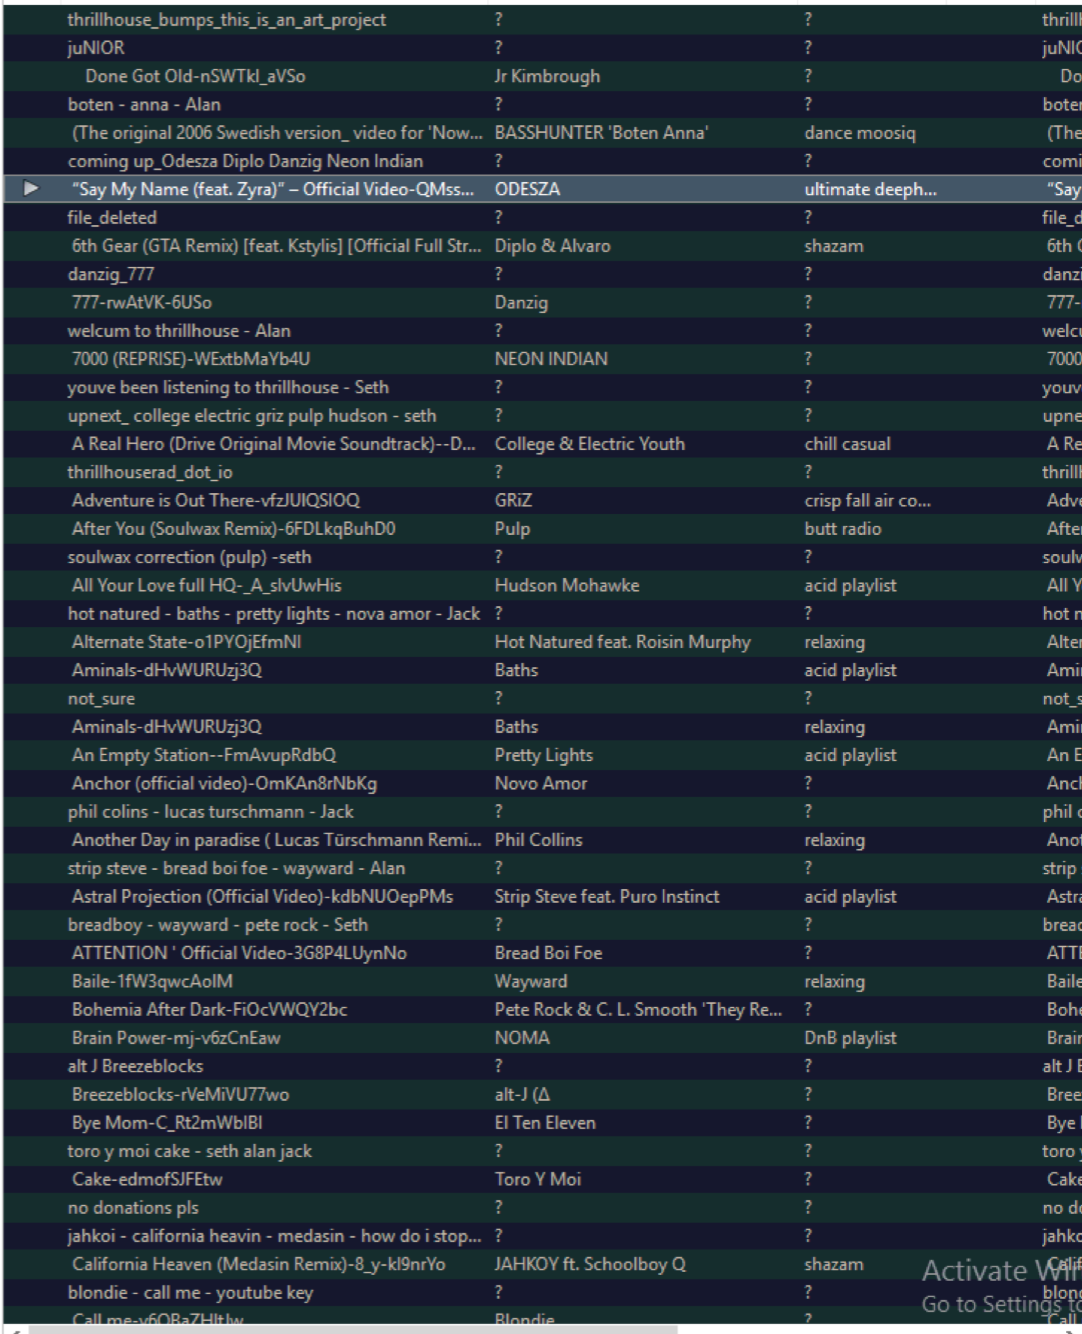 thrillhouse_bumps_this_is_an_art_project ? ? thrill
juNIOR ? ? juNIO
Done Got Old-nSWTkI_aVSo Jr Kimbrough ? Do
boten - anna - Alan ? ? boten
(The original 2006 Swedish version_ video for 'Now... BASSHUNTER 'Boten Anna' dance moosiq (The
coming up_Odesza Diplo Danzig Neon Indian ? ? comi
"Say My Name (feat. Zyra)" – Official Video-QMss... ODESZA ultimate deeph... "Say
file_deleted ? ? file_d
6th Gear (GTA Remix) [feat. Kstylis] [Official Full Str... Diplo & Alvaro shazam 6th G
danzig_777 ? ? danzi
777-rwAtVK-6USo Danzig ? 777-
welcum to thrillhouse - Alan ? ? welcu
7000 (REPRISE)-WExtbMaYb4U NEON INDIAN ? 7000
youve been listening to thrillhouse - Seth ? ? youv
upnext_ college electric griz pulp hudson - seth ? ? upne
A Real Hero (Drive Original Movie Soundtrack)--D... College & Electric Youth chill casual A Re
thrillhouserad_dot_io ? ? thrill
Adventure is Out There-vfzJUIQSIOQ GRiZ crisp fall air co... Adve
After You (Soulwax Remix)-6FDLkqBuhD0 Pulp butt radio After
soulwax correction (pulp) -seth ? ? soulw
All Your Love full HQ-_A_slvUwHis Hudson Mohawke acid playlist All Y
hot natured - baths - pretty lights - nova amor - Jack ? ? hot n
Alternate State-o1PYOjEfmNI Hot Natured feat. Roisin Murphy relaxing Alter
Aminals-dHvWURUzj3Q Baths acid playlist Ami
not_sure ? ? not_s
Aminals-dHvWURUzj3Q Baths relaxing Ami
An Empty Station--FmAvupRdbQ Pretty Lights acid playlist An E
Anchor (official video)-OmKAn8rNbKg Novo Amor ? Anch
phil colins - lucas turschmann - Jack ? ? phil c
Another Day in paradise ( Lucas Türschmann Remi... Phil Collins relaxing Anot
strip steve - bread boi foe - wayward - Alan ? ? strip
Astral Projection (Official Video)-kdbNUOepPMs Strip Steve feat. Puro Instinct acid playlist Astra
breadboy - wayward - pete rock - Seth ? ? bread
ATTENTION ' Official Video-3G8P4LUynNo Bread Boi Foe ? ATTE
Baile-1fW3qwcAoIM Wayward relaxing Baile
Bohemia After Dark-FiOcVWQY2bc Pete Rock & C. L. Smooth 'They Re... ? Bohe
Brain Power-mj-v6zCnEaw NOMA DnB playlist Brain
alt J Breezeblocks ? ? alt J B
Breezeblocks-rVeMiVU77wo alt-J (∆ ? Bree
Bye Mom-C_Rt2mWbIBI El Ten Eleven ? Bye
toro y moi cake - seth alan jack ? ? toro y
Cake-edmofSJFEtw Toro Y Moi ? Cake
no donations pls ? ? no d
jahkoi - california heavin - medasin - how do i stop... ? ? jahko
California Heaven (Medasin Remix)-8_y-kl9nrYo JAHKOY ft. Schoolboy Q shazam Calif
Activate Wi
blondie - call me - youtube key ? ? blond
Go to Settings to
Call me-v6OBaZHItJw Blondie ? Call